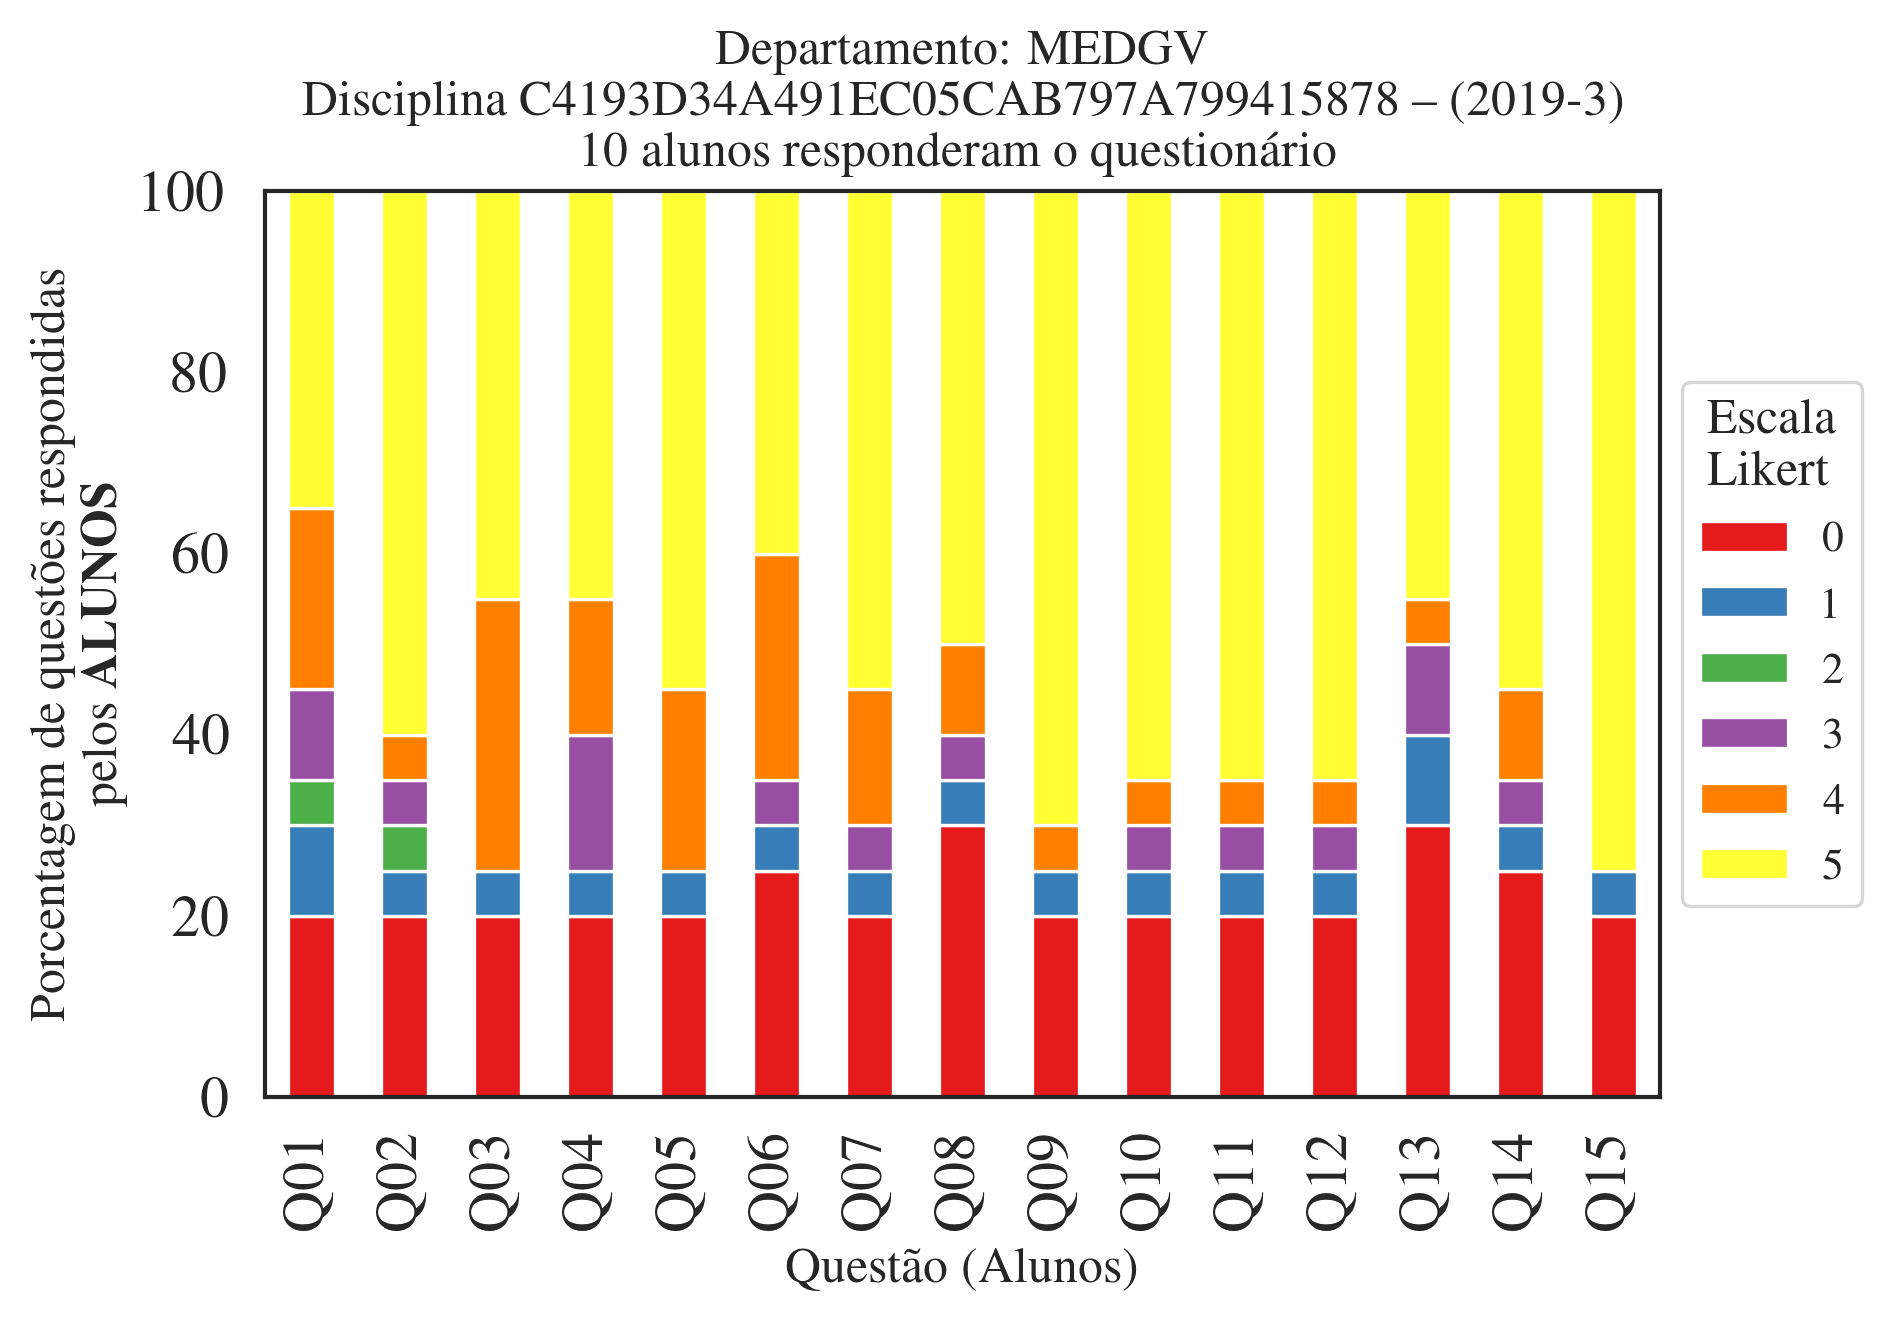 Departamento: MEDGV
Disciplina C4193D34A491EC05CAB797A799415878 – (2019-3)
10 alunos responderam o questionário
100
80
60
40
20
0
Porcentagem de questões respondidas
pelos ALUNOS
Q01
Q02
Q03
Q04
Q05
Q06
Q07
Q08
Q09
Q10
Q11
Q12
Q13
Q14
Q15
Questão (Alunos)
Escala
Likert
0
1
2
3
4
5